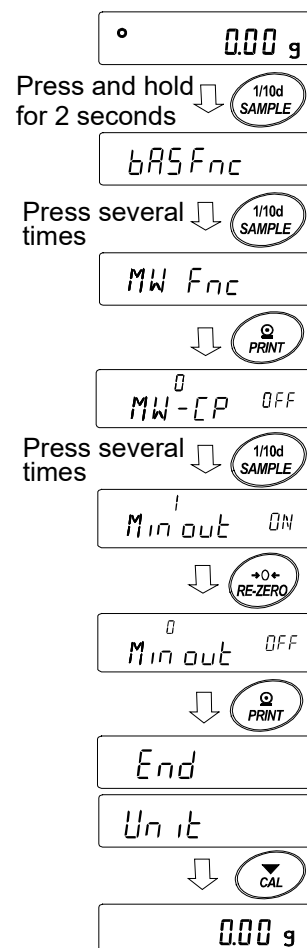 0.00 g
Press and hold
for 2 seconds
1/10d
SAMPLE
bASFnc
Press several
times
1/10d
SAMPLE
MW Fnc
PRINT
0
MW-CP OFF
Press several
times
1/10d
SAMPLE
1
Min out ON
→0←
RE-ZERO
0
Min out OFF
PRINT
End
Unit
CAL
0.00 g